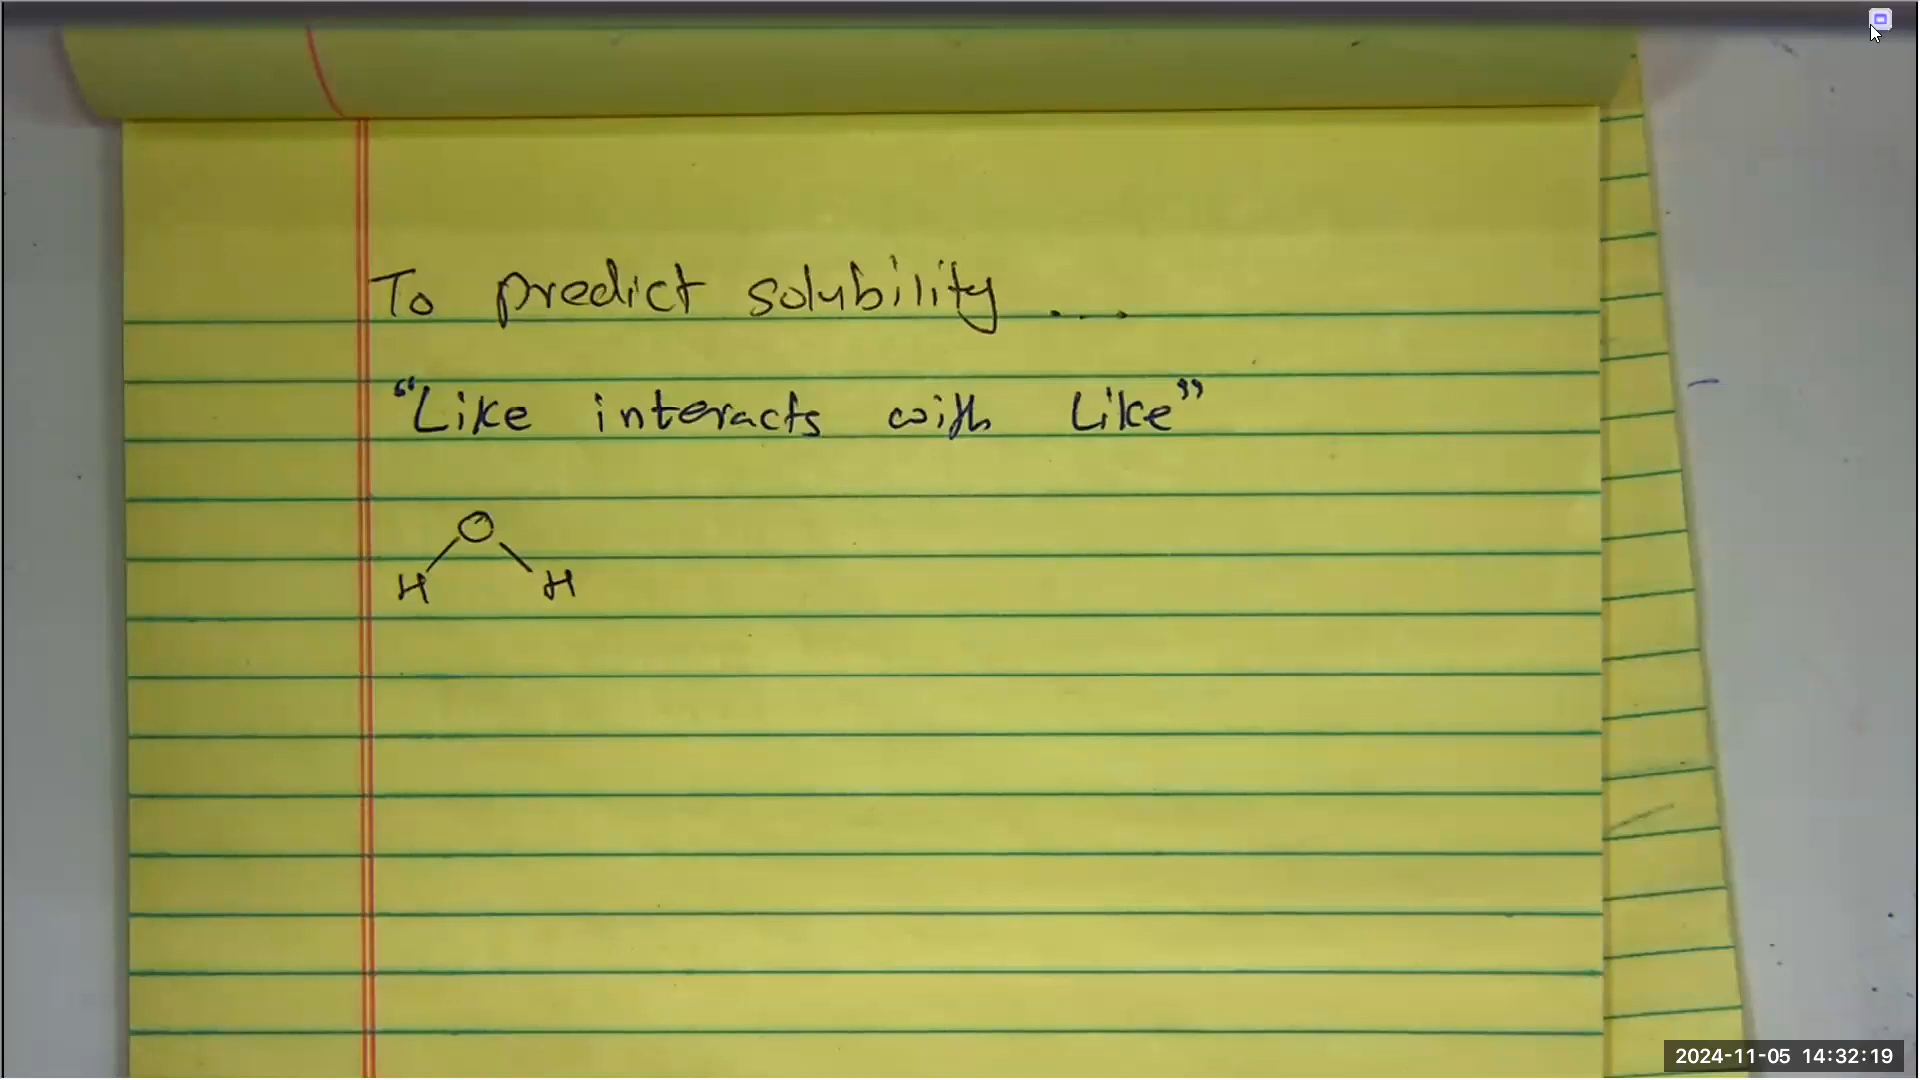 To predict solubility ...
“Like interacts with Like”
O
H H
2024-11-05 14:32:19